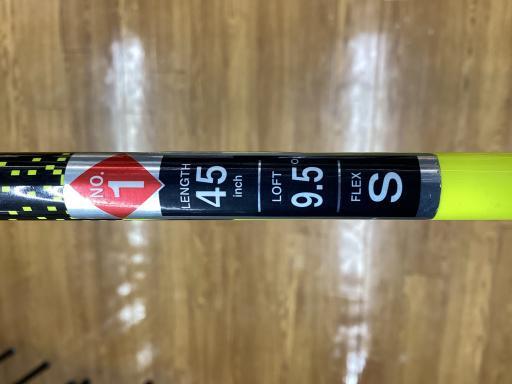 NO.
1
LENGTH
45
inch
LOFT
9.5°
FLEX
S